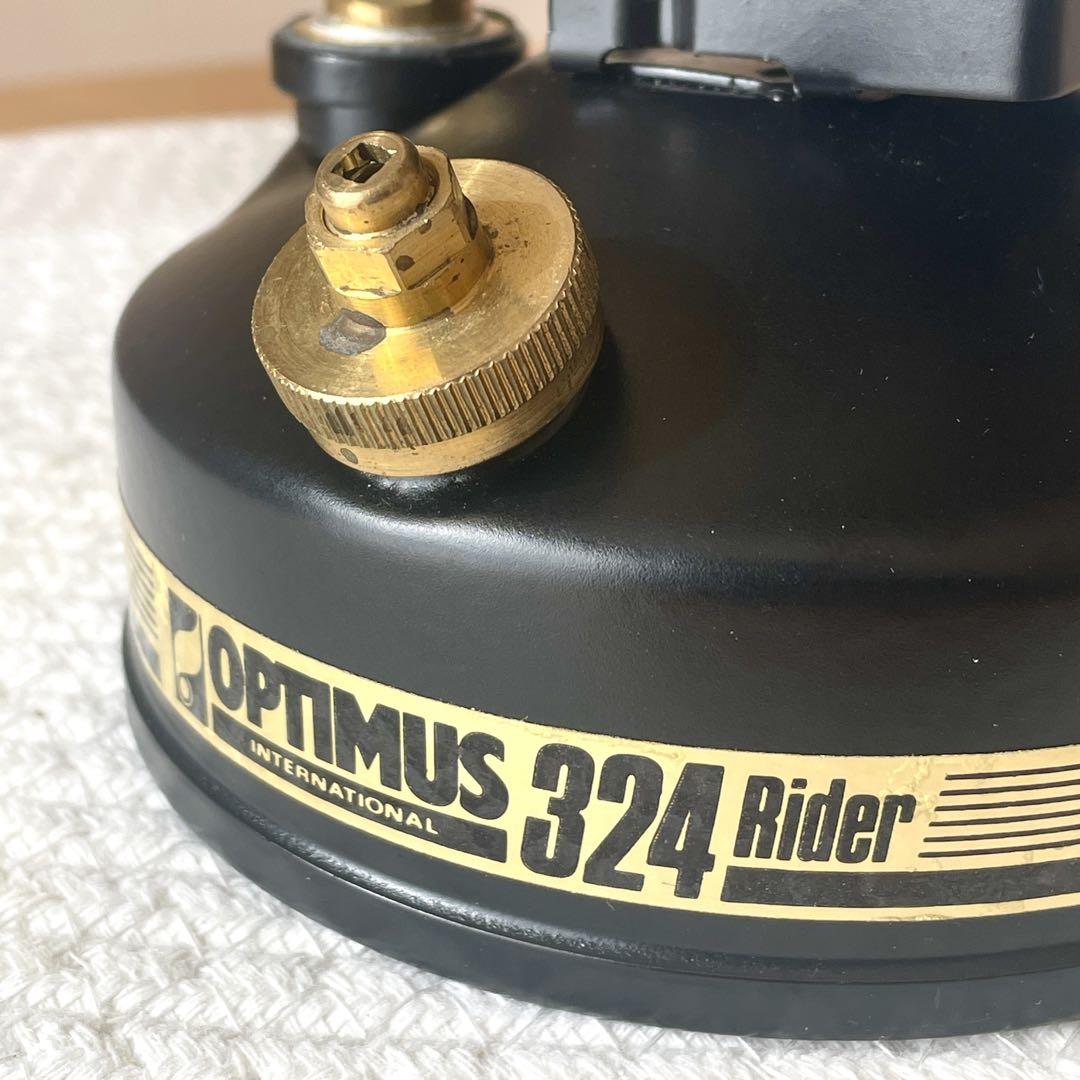 OPTIMUS
INTERNATIONAL
324 Rider